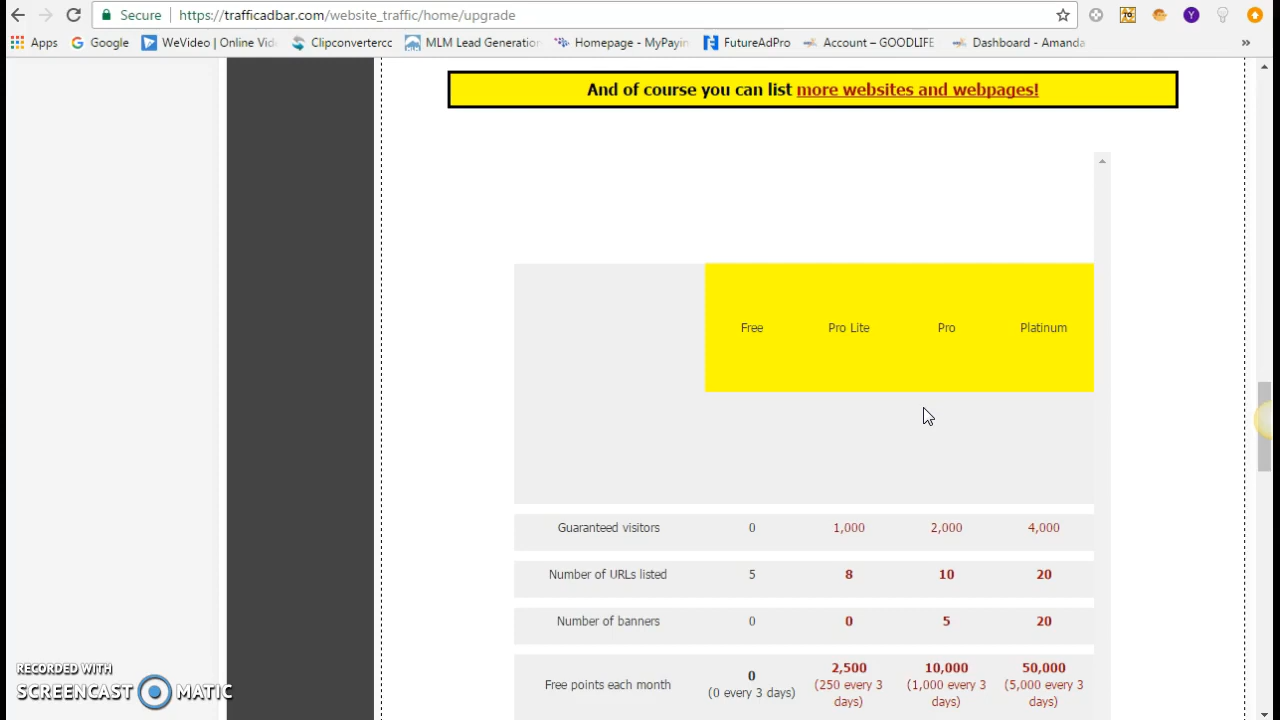 Secure
https://trafficadbar.com/website_traffic/home/upgrade
Apps
Google
WeVideo | Online Vid
Clipconvertercc
MLM Lead Generation
Homepage - MyPayin
FutureAdPro
Account – GOODLIFE
Dashboard - Amanda
»
And of course you can list more websites and webpages!
Free Pro Lite Pro Platinum
Guaranteed visitors 0 1,000 2,000 4,000
Number of URLs listed 5 8 10 20
Number of banners 0 0 5 20
Free points each month
0
(0 every 3 days)
2,500
(250 every 3
days)
10,000
(1,000 every 3
days)
50,000
(5,000 every 3
days)
RECORDED WITH
SCREENCAST MATIC